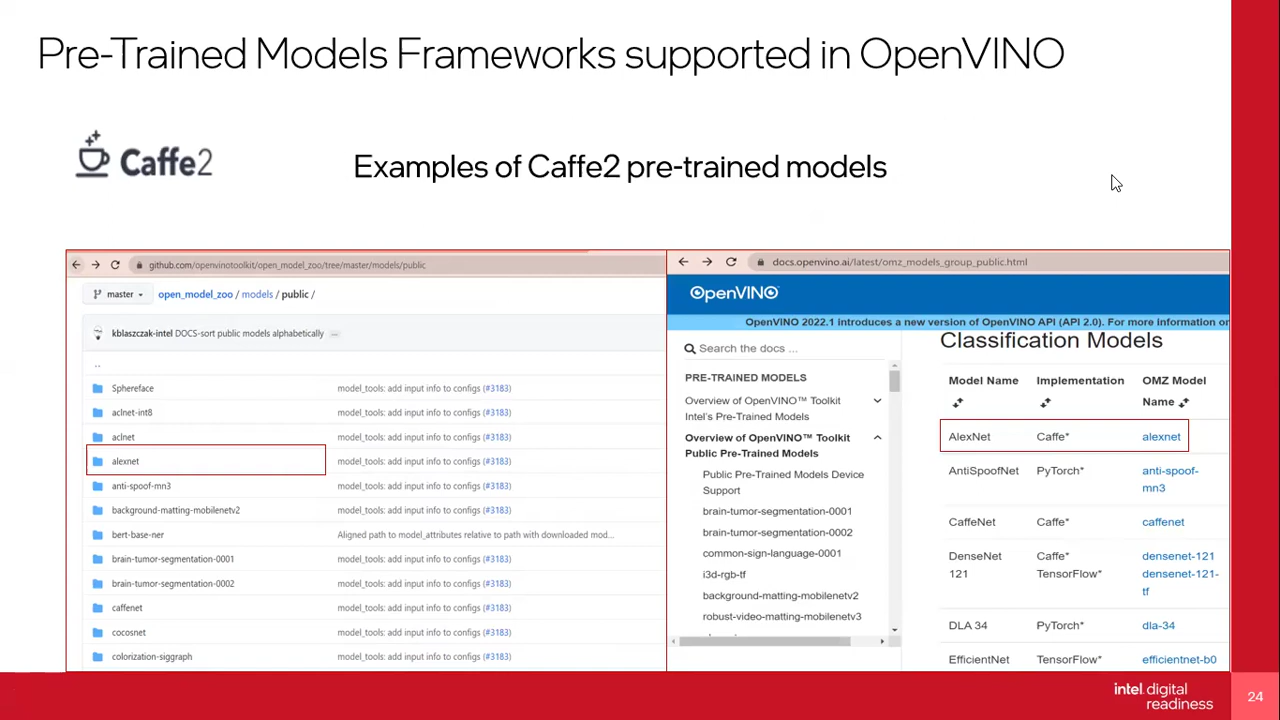 Pre-Trained Models Frameworks supported in OpenVINO
Caffe2
Examples of Caffe2 pre-trained models
github.com/openvinotoolkit/open_model_zoo/tree/master/models/public
master
open_model_zoo / models / public /
kblaszczak-intel DOCS-sort public models alphabetically ...
..
Sphereface model_tools: add input info to configs (#3183)
aclnet-int8 model_tools: add input info to configs (#3183)
aclnet model_tools: add input info to configs (#3183)
alexnet model_tools: add input info to configs (#3183)
anti-spoof-mn3 model_tools: add input info to configs (#3183)
background-matting-mobilenetv2 model_tools: add input info to configs (#3183)
bert-base-ner Aligned path to model_attributes relative to path with downloaded mod...
brain-tumor-segmentation-0001 model_tools: add input info to configs (#3183)
brain-tumor-segmentation-0002 model_tools: add input info to configs (#3183)
caffenet model_tools: add input info to configs (#3183)
cocosnet model_tools: add input info to configs (#3183)
colorization-siggraph model_tools: add input info to configs (#3183)
docs.openvino.ai/latest/omz_models_group_public.html
OpenVINO
OpenVINO 2022.1 introduces a new version of OpenVINO API (API 2.0). For more information on
Search the docs ...
PRE-TRAINED MODELS
Overview of OpenVINO™ Toolkit
Intel's Pre-Trained Models
Overview of OpenVINO™ Toolkit
Public Pre-Trained Models
Public Pre-Trained Models Device
Support
brain-tumor-segmentation-0001
brain-tumor-segmentation-0002
common-sign-language-0001
i3d-rgb-tf
background-matting-mobilenetv2
robust-video-matting-mobilenetv3
Classification Models
Model Name Implementation OMZ Model
Name
AlexNet Caffe* alexnet
AntiSpoofNet PyTorch* anti-spoof-
mn3
CaffeNet Caffe* caffenet
DenseNet Caffe* densenet-121
121 TensorFlow* densenet-121-
tf
DLA 34 PyTorch* dla-34
EfficientNet TensorFlow* efficientnet-b0
intel. digital
readiness
24